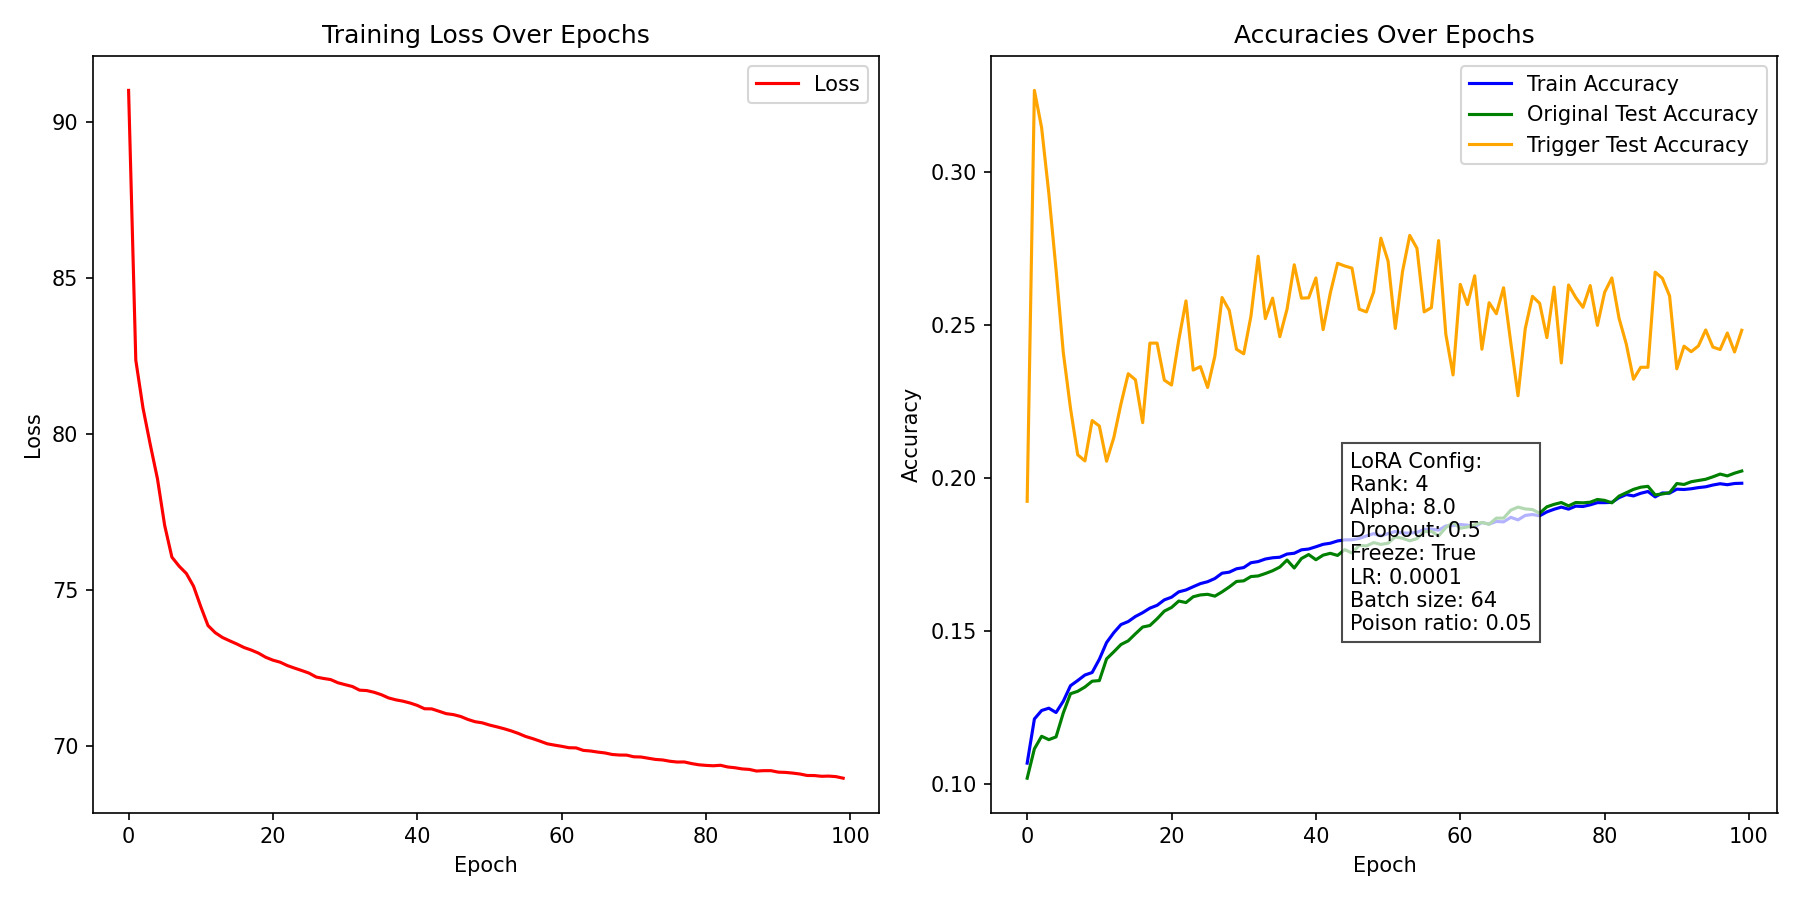 Training Loss Over Epochs
Loss
90
85
80
75
70
Loss
0
20
40
60
80
100
Epoch
Accuracies Over Epochs
Train Accuracy
Original Test Accuracy
Trigger Test Accuracy
0.30
0.25
0.20
0.15
0.10
Accuracy
LoRA Config:
Rank: 4
Alpha: 8.0
Dropout: 0.5
Freeze: True
LR: 0.0001
Batch size: 64
Poison ratio: 0.05
0
20
40
60
80
100
Epoch